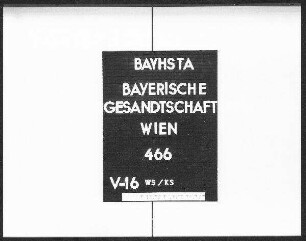 BAYHSTA
BAYERISCHE
GESANDTSCHAFT
WIEN
466
V-16 WS/KS